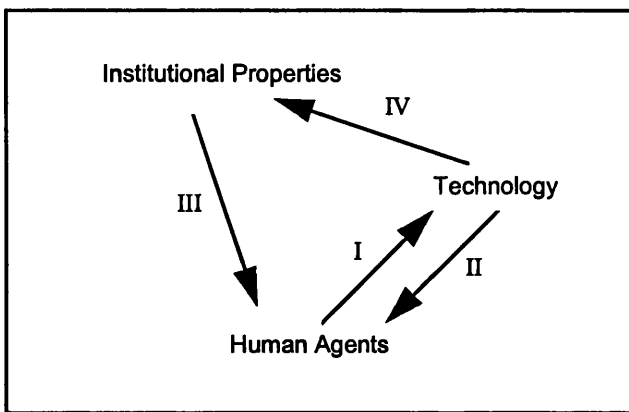 Institutional Properties
IV
Technology
III
I
II
Human Agents